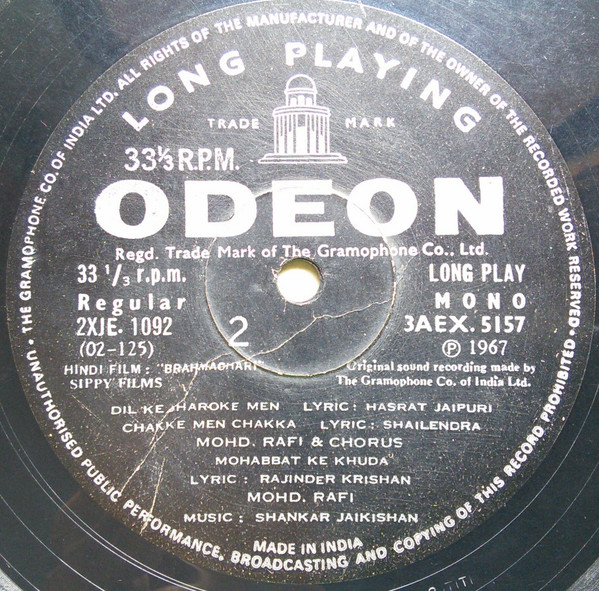 · THE GRAMOPHONE CO. OF INDIA LTD. ALL RIGHTS OF THE MANUFACTURER AND OF THE OWNER OF THE RECORDED WORK RESERVED ·
UNAUTHORISED PUBLIC PERFORMANCE, BROADCASTING AND COPYING OF THIS RECORD PROHIBITED ·
LONG PLAYING
TRADE MARK
33⅓ R.P.M.
ODEON
Regd. Trade Mark of The Gramophone Co., Ltd.
33 1/3 r.p.m. LONG PLAY
Regular MONO
2XJE. 1092 2 3AEX. 5157
(02-125) Ⓟ 1967
HINDI FILM : "BRAHMACHARI" Original sound recording made by
SIPPY FILMS The Gramophone Co. of India Ltd.
DIL KE JHAROKE MEN LYRIC: HASRAT JAIPURI
CHAKKE MEN CHAKKA LYRIC: SHAILENDRA
MOHD. RAFI & CHORUS
MOHABBAT KE KHUDA
LYRIC : RAJINDER KRISHAN
MOHD. RAFI
MUSIC : SHANKAR JAIKISHAN
MADE IN INDIA